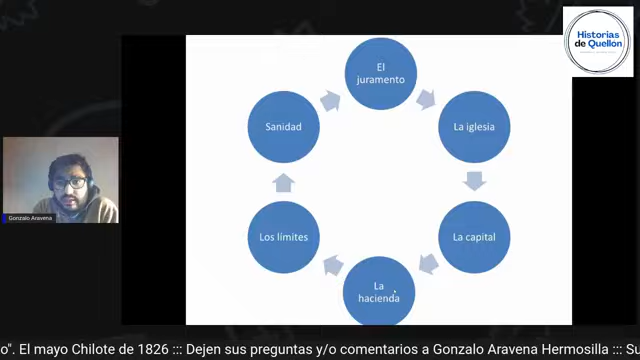 Historias
de Quellon
El
juramento
La iglesia
La capital
La
hacienda
Los límites
Sanidad
Gonzalo Aravena
o". El mayo Chilote de 1826 ::: Dejen sus preguntas y/o comentarios a Gonzalo Aravena Hermosilla ::: Su